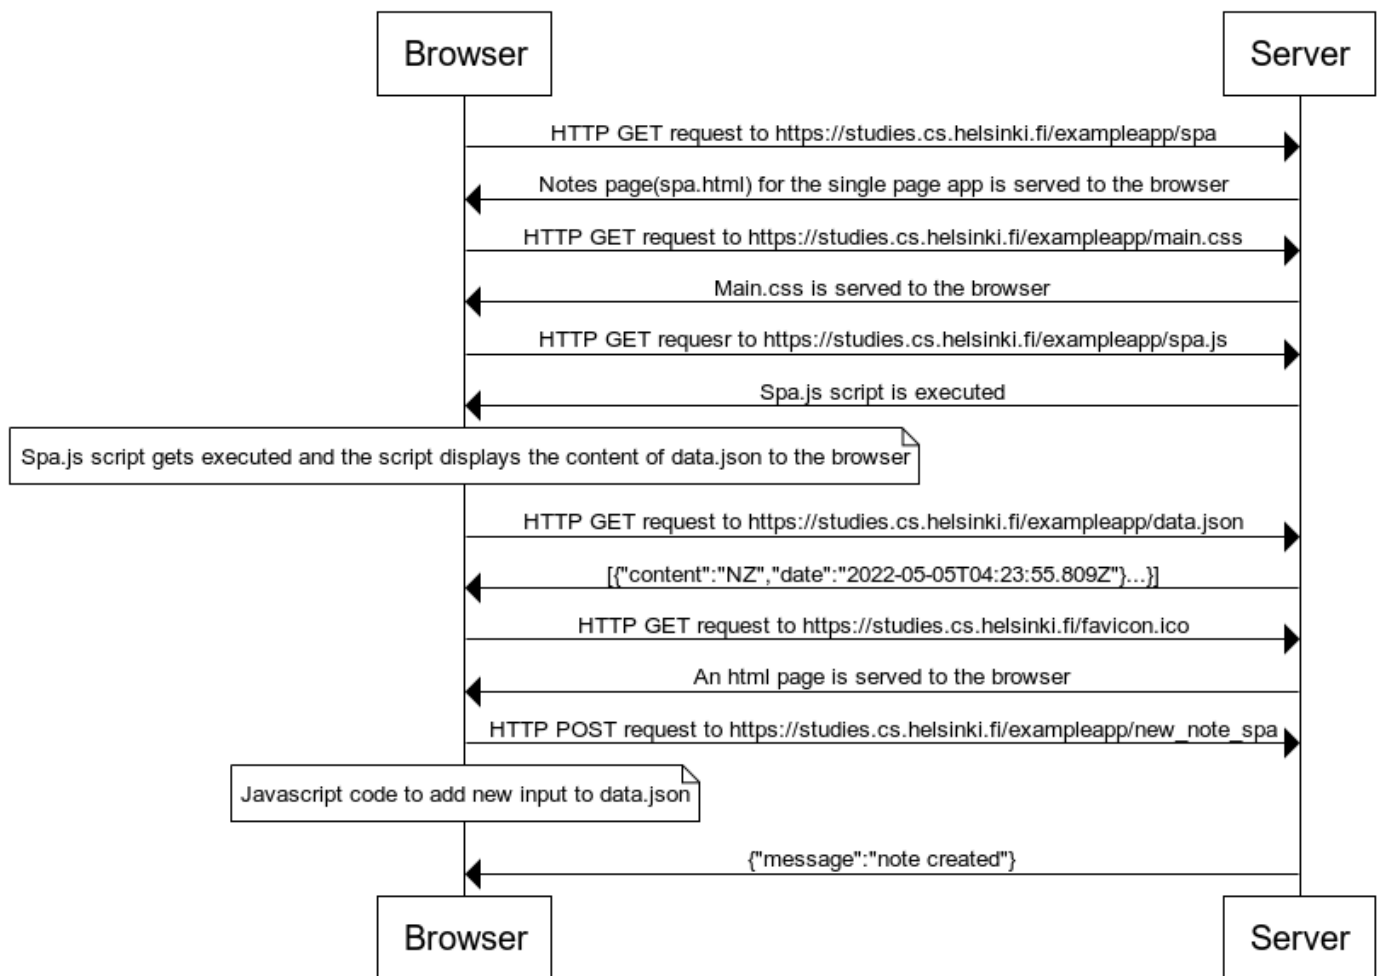 Browser Server
HTTP GET request to https://studies.cs.helsinki.fi/exampleapp/spa
Notes page(spa.html) for the single page app is served to the browser
HTTP GET request to https://studies.cs.helsinki.fi/exampleapp/main.css
Main.css is served to the browser
HTTP GET requesr to https://studies.cs.helsinki.fi/exampleapp/spa.js
Spa.js script is executed
Spa.js script gets executed and the script displays the content of data.json to the browser
HTTP GET request to https://studies.cs.helsinki.fi/exampleapp/data.json
[{"content":"NZ","date":"2022-05-05T04:23:55.809Z"}...}]
HTTP GET request to https://studies.cs.helsinki.fi/favicon.ico
An html page is served to the browser
HTTP POST request to https://studies.cs.helsinki.fi/exampleapp/new_note_spa
Javascript code to add new input to data.json
{"message":"note created"}
Browser Server